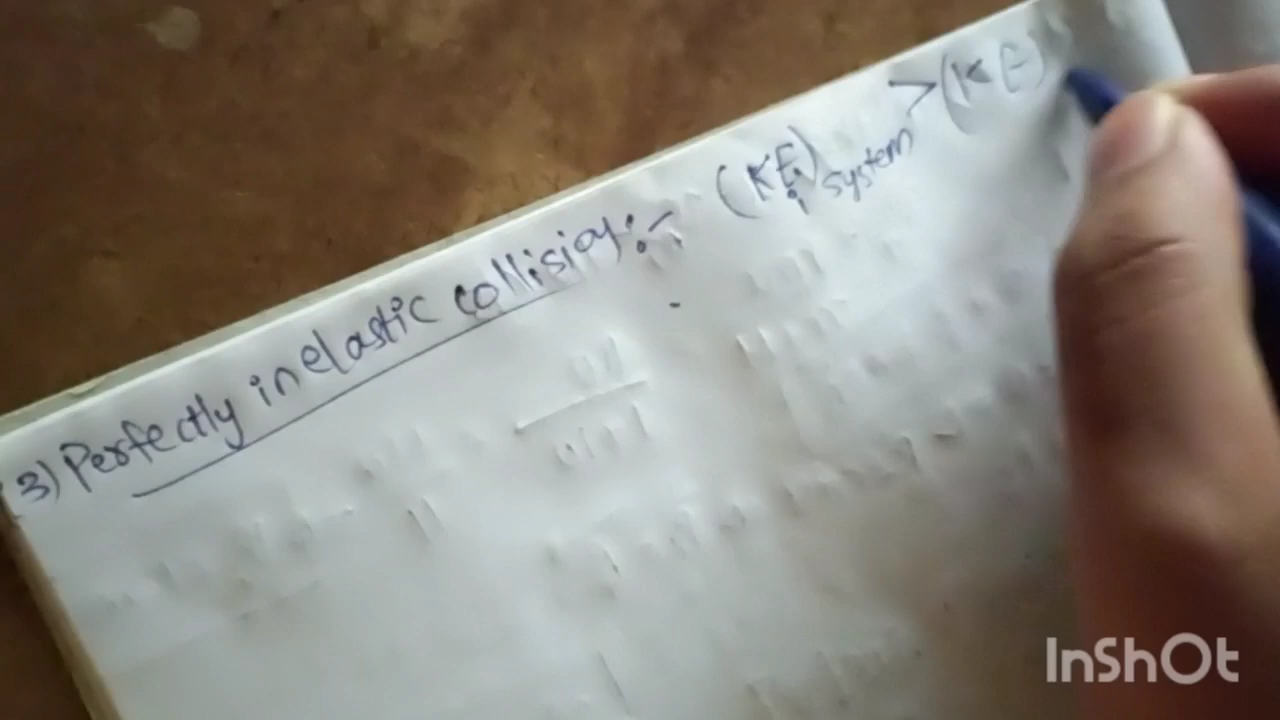 3) Perfectly inelastic collision:- (KEi)system > (KE)
InShOt